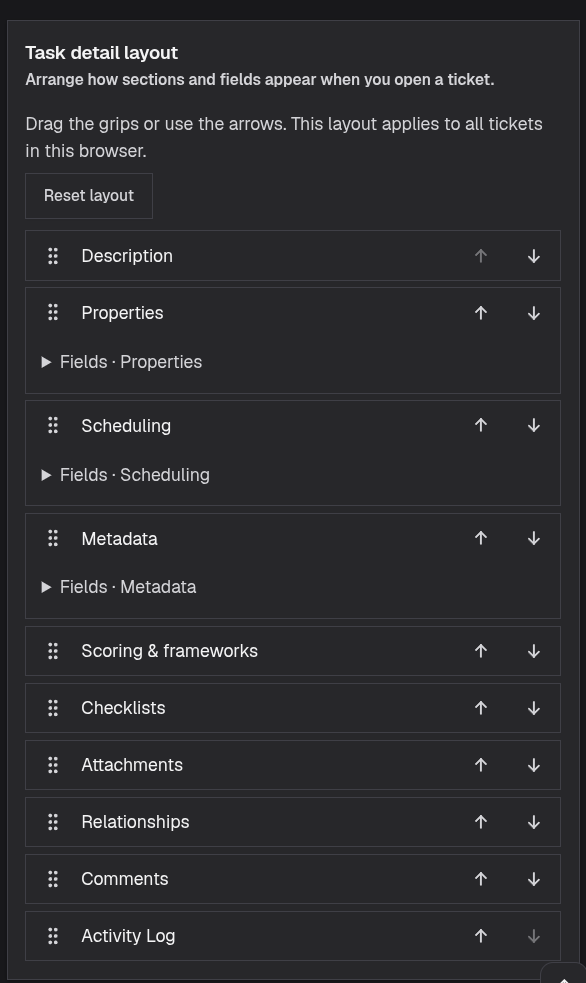 Task detail layout
Arrange how sections and fields appear when you open a ticket.
Drag the grips or use the arrows. This layout applies to all tickets
in this browser.
Reset layout
Description
Properties
Fields · Properties
Scheduling
Fields · Scheduling
Metadata
Fields · Metadata
Scoring & frameworks
Checklists
Attachments
Relationships
Comments
Activity Log